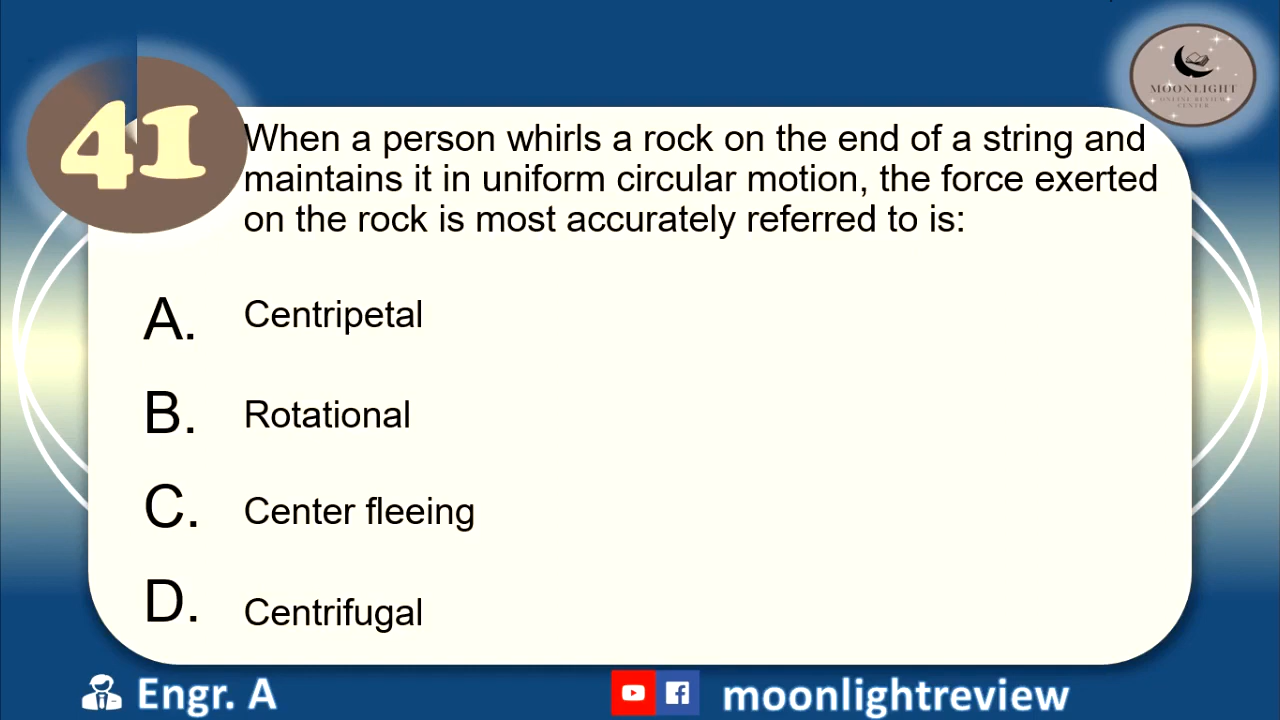 MOONLIGHT
ONLINE REVIEW
CENTER
41
When a person whirls a rock on the end of a string and
maintains it in uniform circular motion, the force exerted
on the rock is most accurately referred to is:
A. Centripetal
B. Rotational
C. Center fleeing
D. Centrifugal
Engr. A
moonlightreview